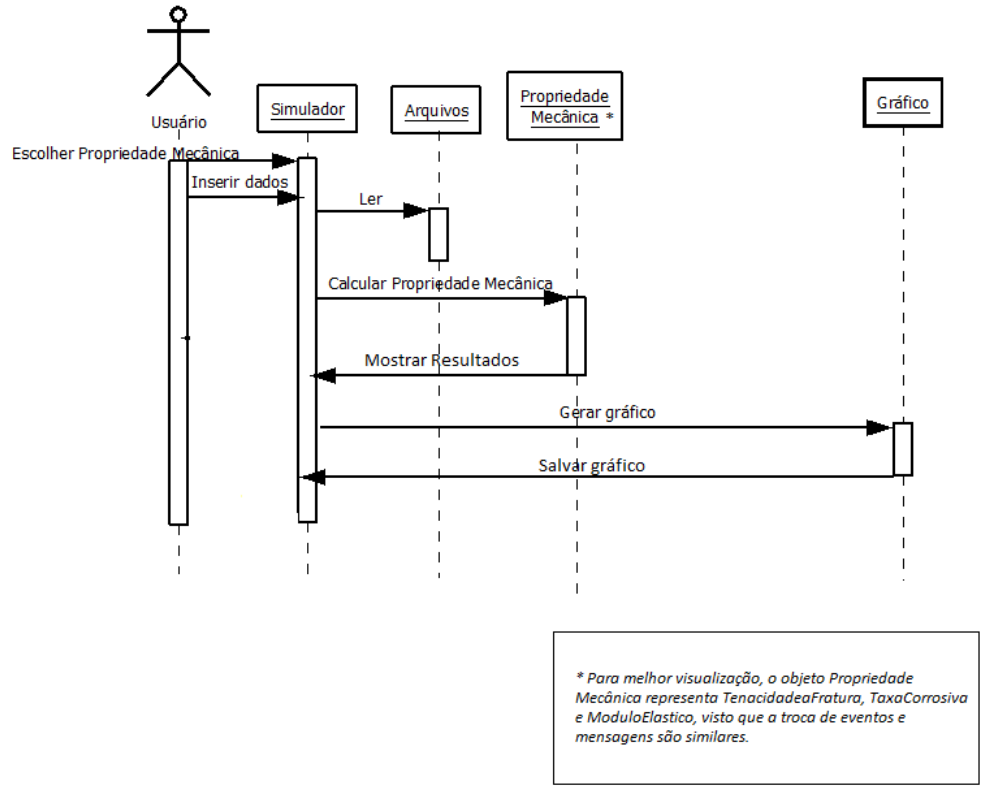 Usuário
Simulador
Arquivos
Propriedade
Mecânica *
Gráfico
Escolher Propriedade Mecânica
Inserir dados
Ler
Calcular Propriedade Mecânica
Mostrar Resultados
Gerar gráfico
Salvar gráfico
* Para melhor visualização, o objeto Propriedade
Mecânica representa TenacidadeaFratura, TaxaCorrosiva
e ModuloElastico, visto que a troca de eventos e
mensagens são similares.